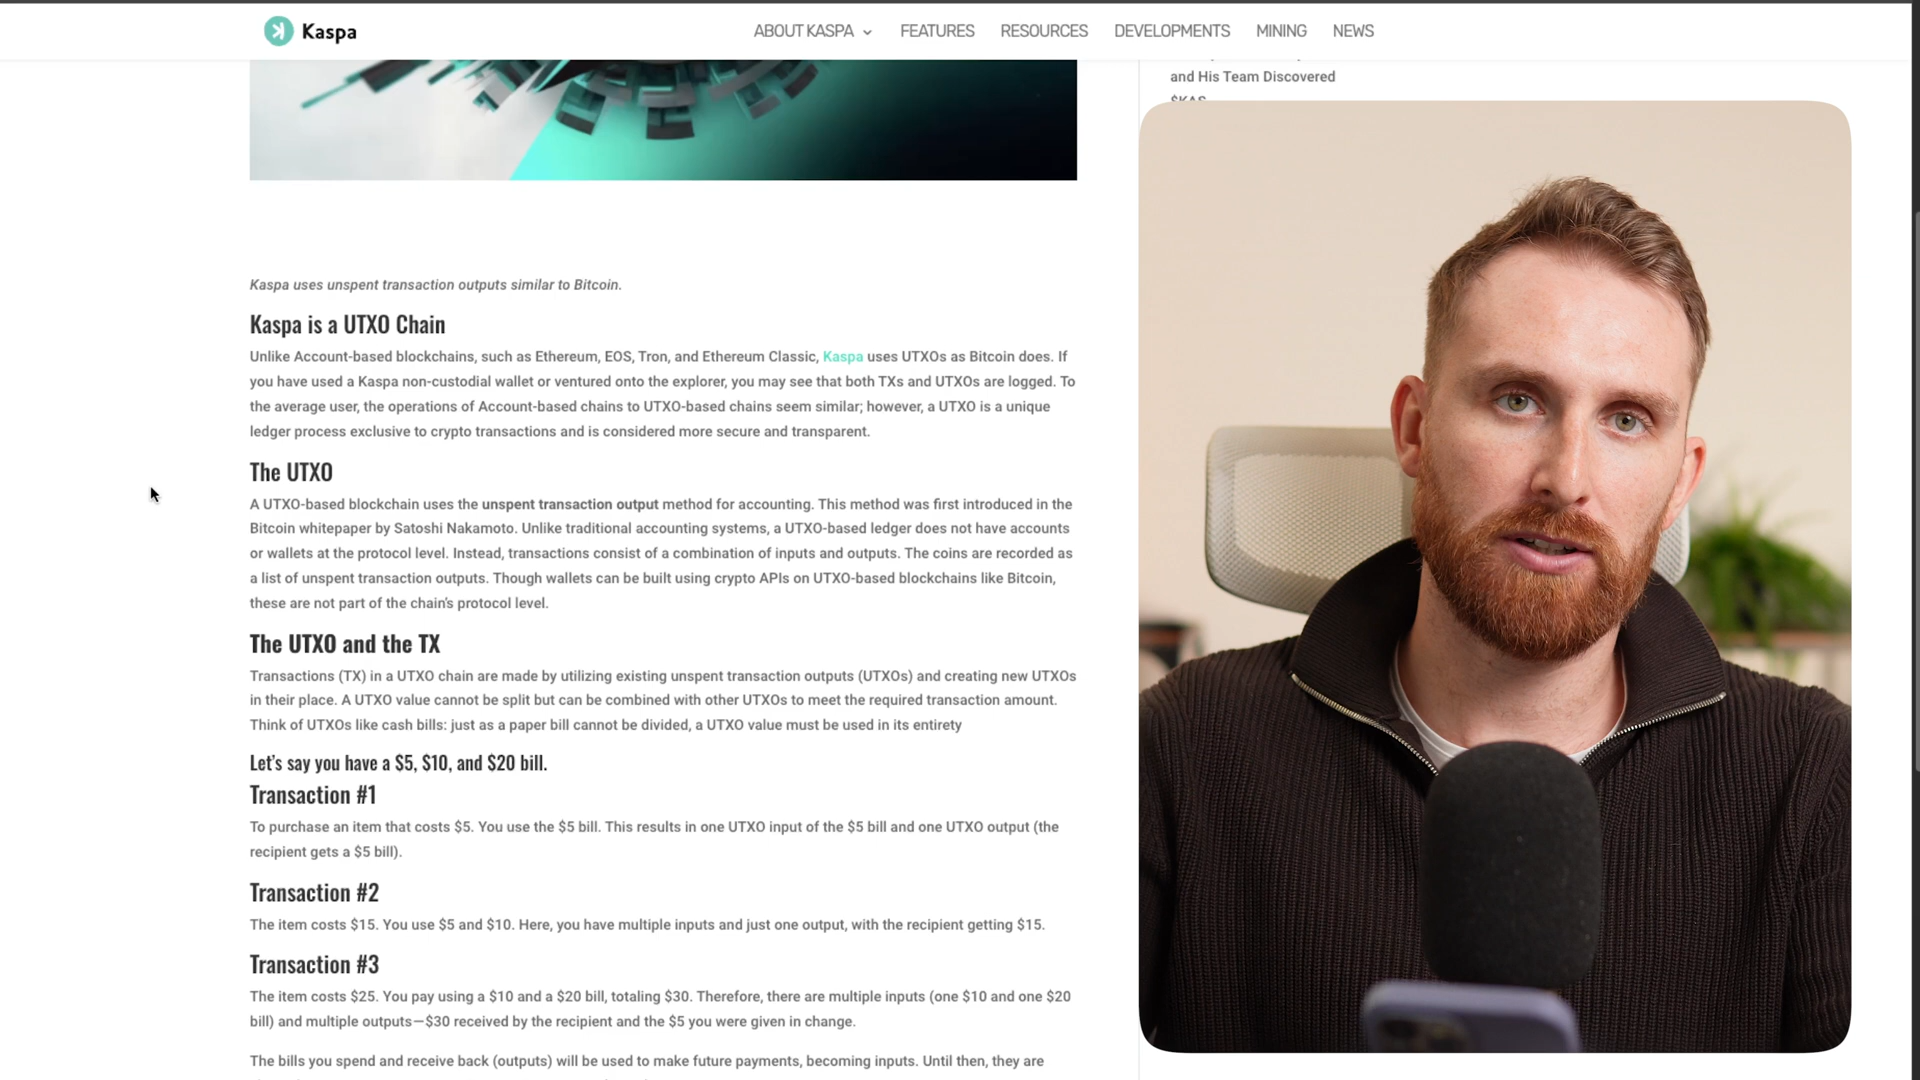 Kaspa
ABOUT KASPA FEATURES RESOURCES DEVELOPMENTS MINING NEWS
and His Team Discovered
$KAS
Kaspa uses unspent transaction outputs similar to Bitcoin.
Kaspa is a UTXO Chain
Unlike Account-based blockchains, such as Ethereum, EOS, Tron, and Ethereum Classic, Kaspa uses UTXOs as Bitcoin does. If
you have used a Kaspa non-custodial wallet or ventured onto the explorer, you may see that both TXs and UTXOs are logged. To
the average user, the operations of Account-based chains to UTXO-based chains seem similar; however, a UTXO is a unique
ledger process exclusive to crypto transactions and is considered more secure and transparent.
The UTXO
A UTXO-based blockchain uses the unspent transaction output method for accounting. This method was first introduced in the
Bitcoin whitepaper by Satoshi Nakamoto. Unlike traditional accounting systems, a UTXO-based ledger does not have accounts
or wallets at the protocol level. Instead, transactions consist of a combination of inputs and outputs. The coins are recorded as
a list of unspent transaction outputs. Though wallets can be built using crypto APIs on UTXO-based blockchains like Bitcoin,
these are not part of the chain's protocol level.
The UTXO and the TX
Transactions (TX) in a UTXO chain are made by utilizing existing unspent transaction outputs (UTXOs) and creating new UTXOs
in their place. A UTXO value cannot be split but can be combined with other UTXOs to meet the required transaction amount.
Think of UTXOs like cash bills: just as a paper bill cannot be divided, a UTXO value must be used in its entirety
Let's say you have a $5, $10, and $20 bill.
Transaction #1
To purchase an item that costs $5. You use the $5 bill. This results in one UTXO input of the $5 bill and one UTXO output (the
recipient gets a $5 bill).
Transaction #2
The item costs $15. You use $5 and $10. Here, you have multiple inputs and just one output, with the recipient getting $15.
Transaction #3
The item costs $25. You pay using a $10 and a $20 bill, totaling $30. Therefore, there are multiple inputs (one $10 and one $20
bill) and multiple outputs—$30 received by the recipient and the $5 you were given in change.
The bills you spend and receive back (outputs) will be used to make future payments, becoming inputs. Until then, they are